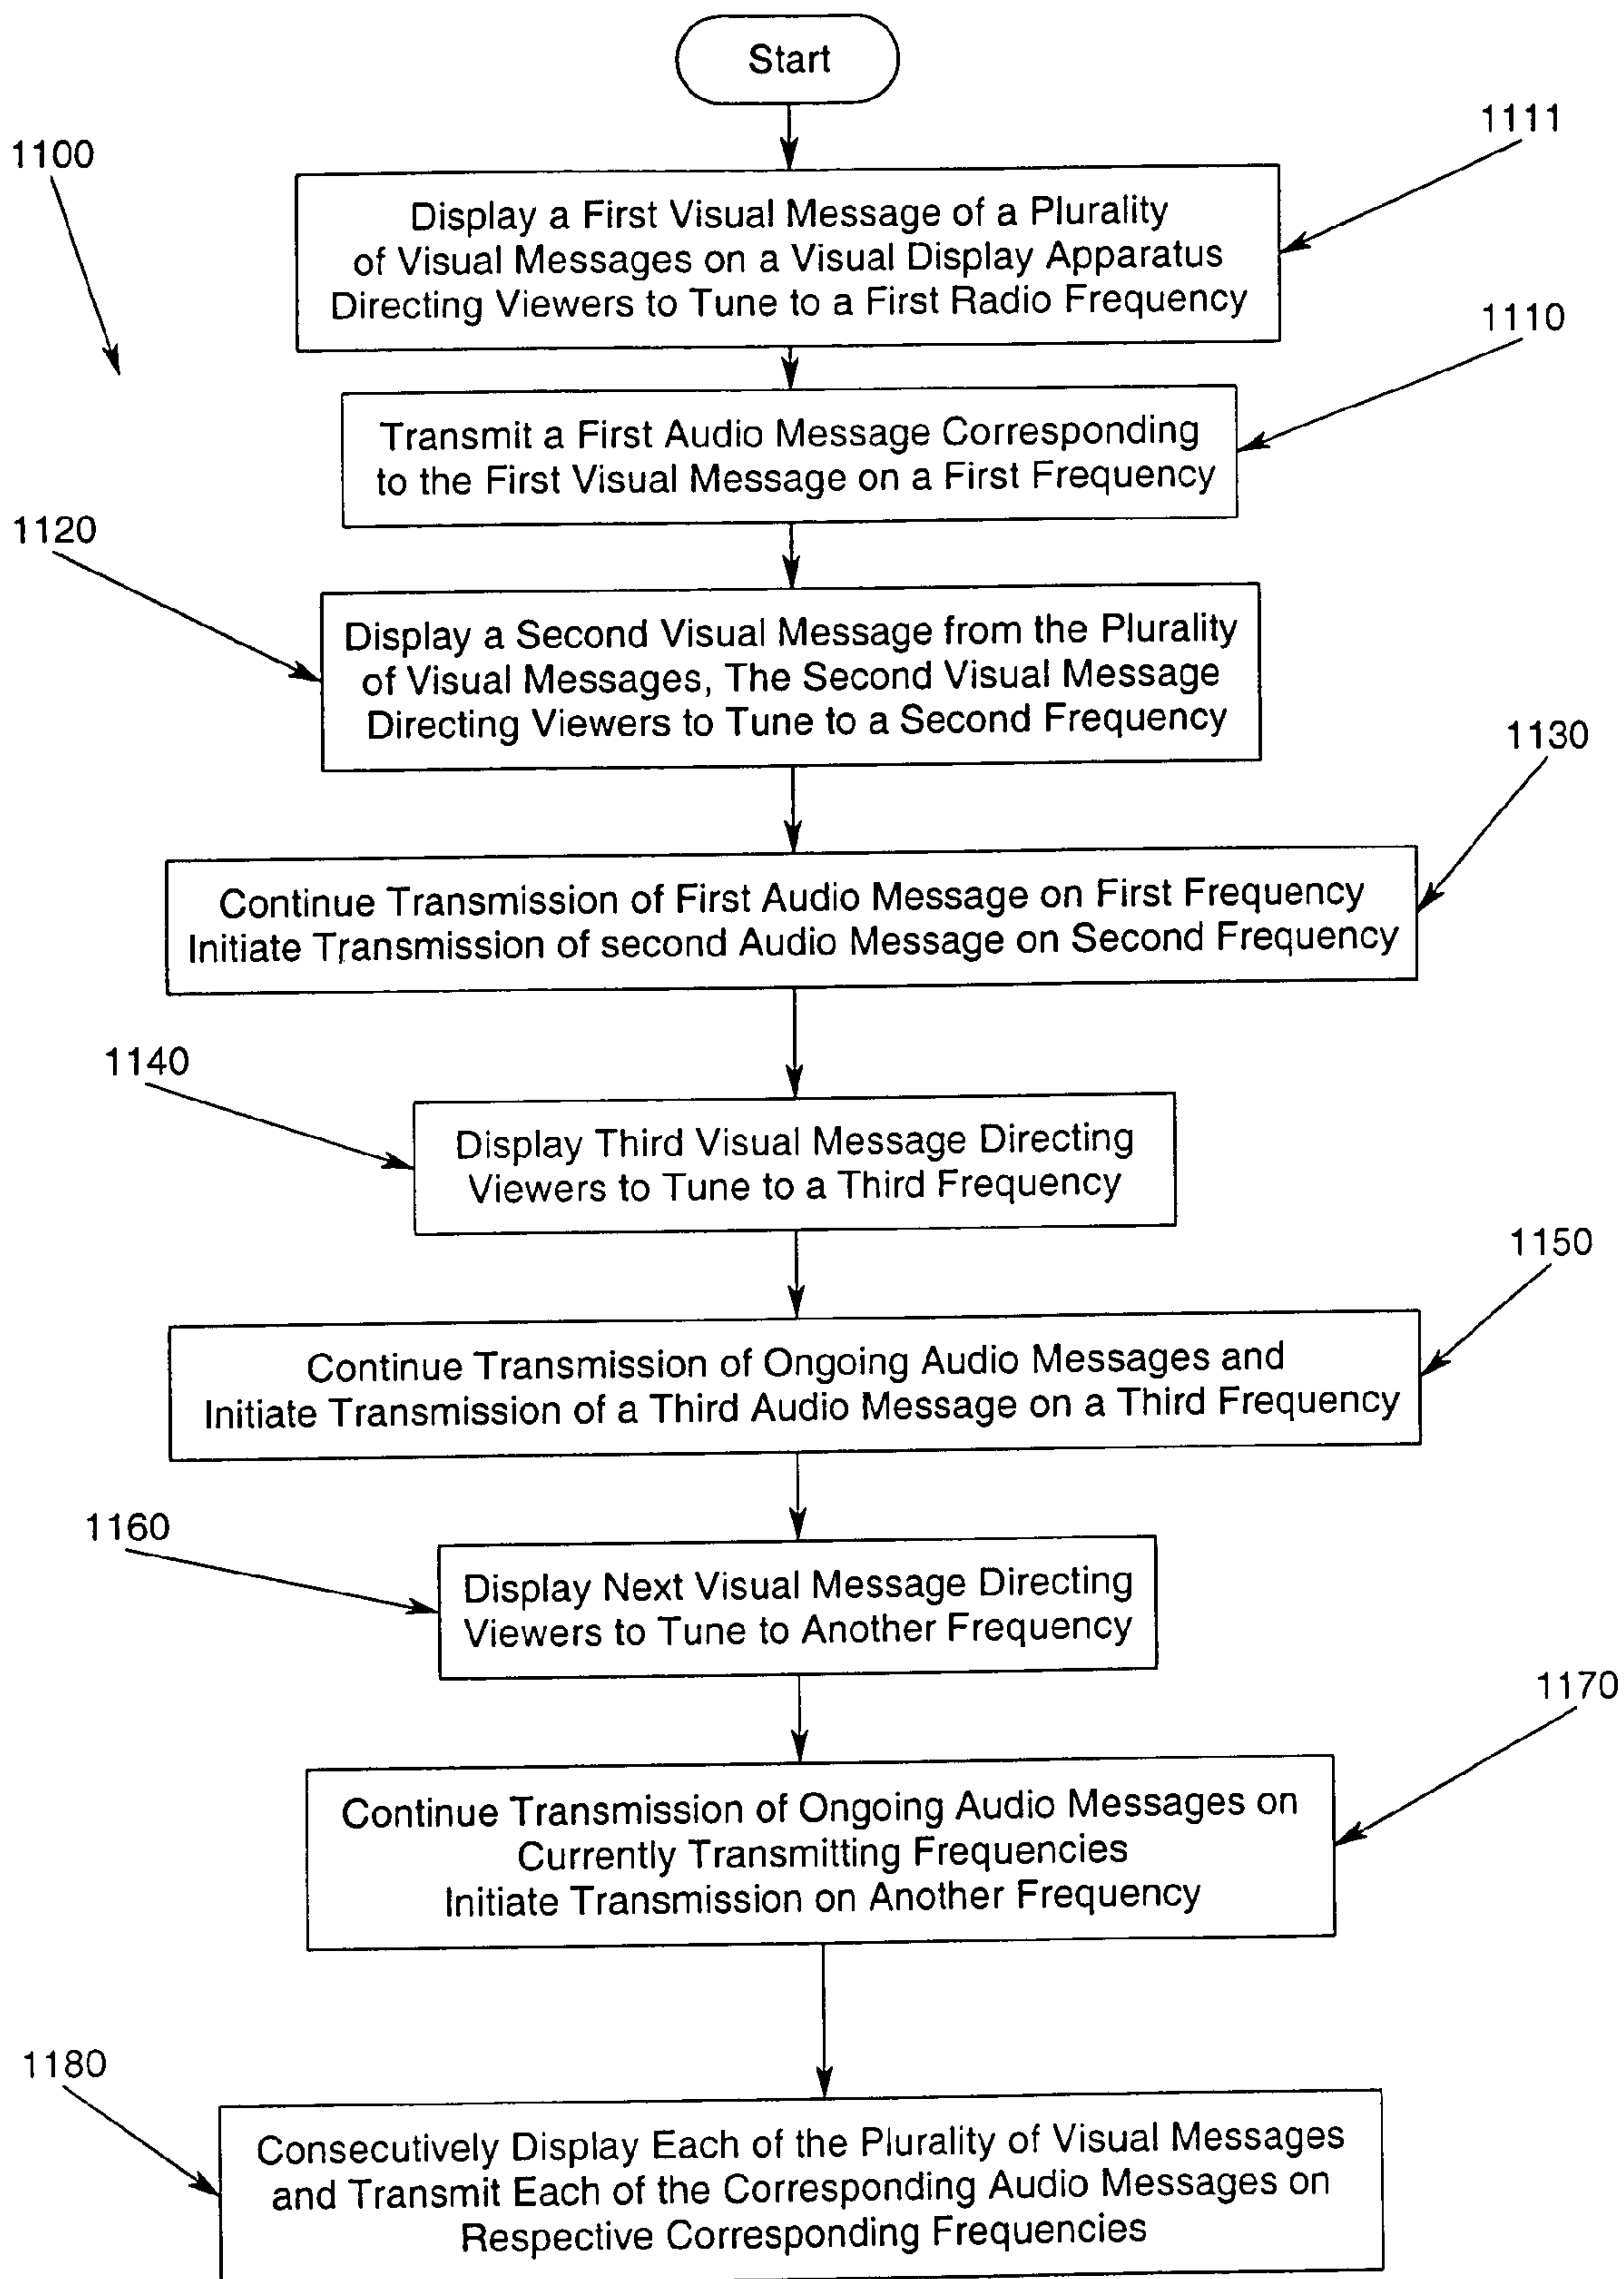 Start
1111
1100
Display a First Visual Message of a Plurality
of Visual Messages on a Visual Display Apparatus
Directing Viewers to Tune to a First Radio Frequency
1110
Transmit a First Audio Message Corresponding
to the First Visual Message on a First Frequency
1120
Display a Second Visual Message from the Plurality
of Visual Messages, The Second Visual Message
Directing Viewers to Tune to a Second Frequency
1130
Continue Transmission of First Audio Message on First Frequency
Initiate Transmission of second Audio Message on Second Frequency
1140
Display Third Visual Message Directing
Viewers to Tune to a Third Frequency
1150
Continue Transmission of Ongoing Audio Messages and
Initiate Transmission of a Third Audio Message on a Third Frequency
1160
Display Next Visual Message Directing
Viewers to Tune to Another Frequency
1170
Continue Transmission of Ongoing Audio Messages on
Currently Transmitting Frequencies
Initiate Transmission on Another Frequency
1180
Consecutively Display Each of the Plurality of Visual Messages
and Transmit Each of the Corresponding Audio Messages on
Respective Corresponding Frequencies